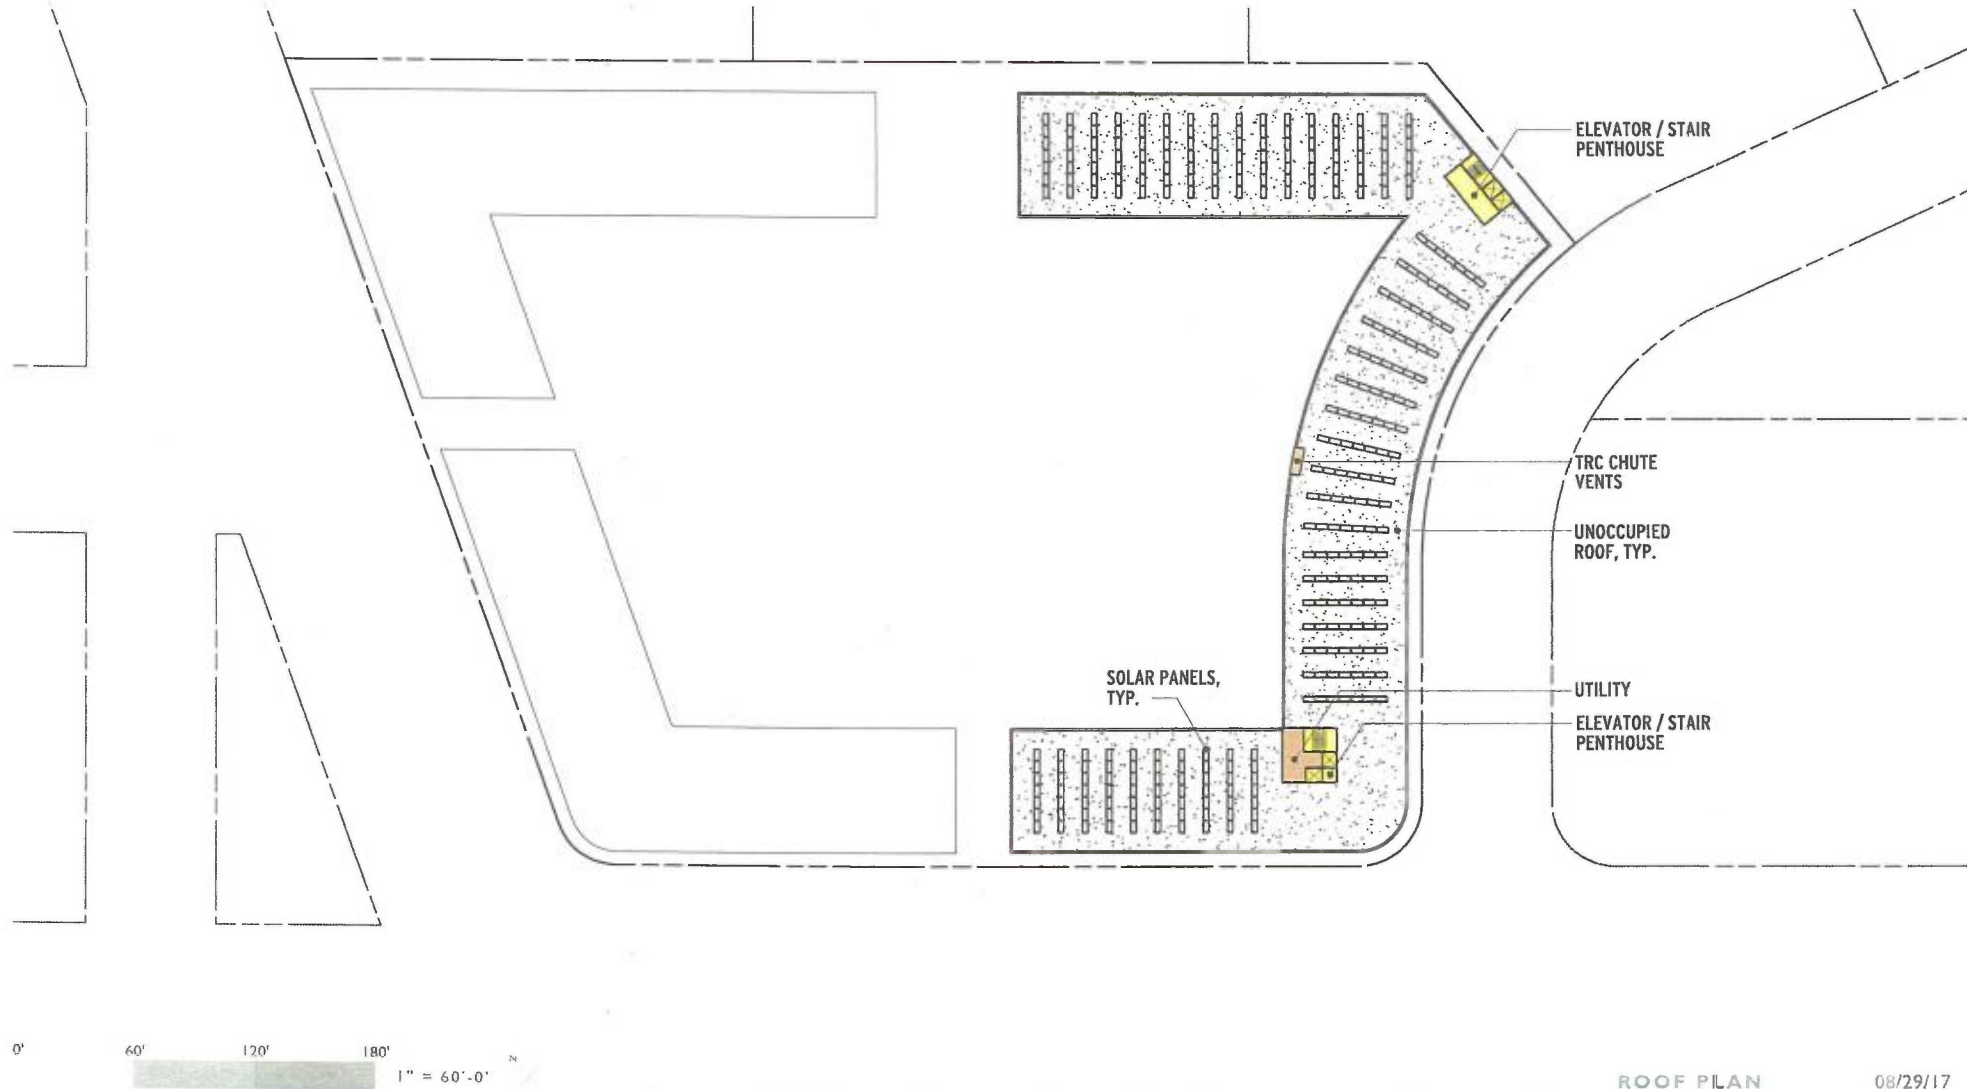 ELEVATOR / STAIR
PENTHOUSE
TRC CHUTE
VENTS
UNOCCUPIED
ROOF, TYP.
SOLAR PANELS,
TYP.
UTILITY
ELEVATOR / STAIR
PENTHOUSE
0' 60' 120' 180'
1" = 60'-0"
N
ROOF PLAN 08/29/17